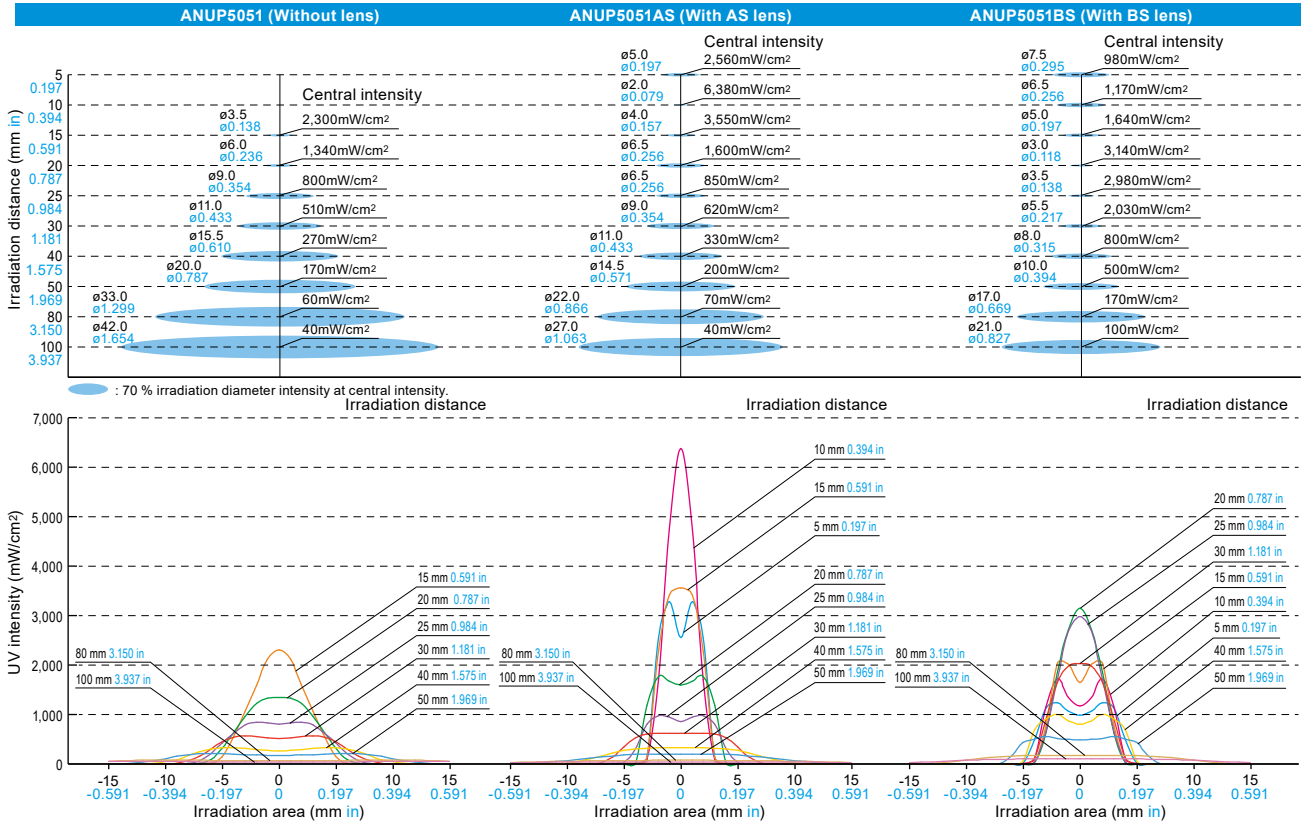 ANUP5051 (Without lens)
ANUP5051AS (With AS lens)
ANUP5051BS (With BS lens)
Irradiation distance (mm in)
5
0.197
10
0.394
15
0.591
20
0.787
25
0.984
30
1.181
40
1.575
50
1.969
80
3.150
100
3.937
Central intensity
ø3.5
ø0.138
2,300mW/cm²
ø6.0
ø0.236
1,340mW/cm²
ø9.0
ø0.354
800mW/cm²
ø11.0
ø0.433
510mW/cm²
ø15.5
ø0.610
270mW/cm²
ø20.0
ø0.787
170mW/cm²
ø33.0
ø1.299
60mW/cm²
ø42.0
ø1.654
40mW/cm²
Central intensity
ø5.0
ø0.197
2,560mW/cm²
ø2.0
ø0.079
6,380mW/cm²
ø4.0
ø0.157
3,550mW/cm²
ø6.5
ø0.256
1,600mW/cm²
ø6.5
ø0.256
850mW/cm²
ø9.0
ø0.354
620mW/cm²
ø11.0
ø0.433
330mW/cm²
ø14.5
ø0.571
200mW/cm²
ø22.0
ø0.866
70mW/cm²
ø27.0
ø1.063
40mW/cm²
Central intensity
ø7.5
ø0.295
980mW/cm²
ø6.5
ø0.256
1,170mW/cm²
ø5.0
ø0.197
1,640mW/cm²
ø3.0
ø0.118
3,140mW/cm²
ø3.5
ø0.138
2,980mW/cm²
ø5.5
ø0.217
2,030mW/cm²
ø8.0
ø0.315
800mW/cm²
ø10.0
ø0.394
500mW/cm²
ø17.0
ø0.669
170mW/cm²
ø21.0
ø0.827
100mW/cm²
: 70 % irradiation diameter intensity at central intensity.
UV intensity (mW/cm²)
7,000
6,000
5,000
4,000
3,000
2,000
1,000
0
Irradiation distance
15 mm 0.591 in
20 mm 0.787 in
25 mm 0.984 in
30 mm 1.181 in
40 mm 1.575 in
50 mm 1.969 in
80 mm 3.150 in
100 mm 3.937 in
-15 -10 -5 0 5 10 15
-0.591 -0.394 -0.197 0 0.197 0.394 0.591
Irradiation area (mm in)
Irradiation distance
10 mm 0.394 in
15 mm 0.591 in
5 mm 0.197 in
20 mm 0.787 in
25 mm 0.984 in
30 mm 1.181 in
40 mm 1.575 in
50 mm 1.969 in
80 mm 3.150 in
100 mm 3.937 in
-15 -10 -5 0 5 10 15
-0.591 -0.394 -0.197 0 0.197 0.394 0.591
Irradiation area (mm in)
Irradiation distance
20 mm 0.787 in
25 mm 0.984 in
30 mm 1.181 in
15 mm 0.591 in
10 mm 0.394 in
5 mm 0.197 in
40 mm 1.575 in
50 mm 1.969 in
80 mm 3.150 in
100 mm 3.937 in
-15 -10 -5 0 5 10 15
-0.591 -0.394 -0.197 0 0.197 0.394 0.591
Irradiation area (mm in)